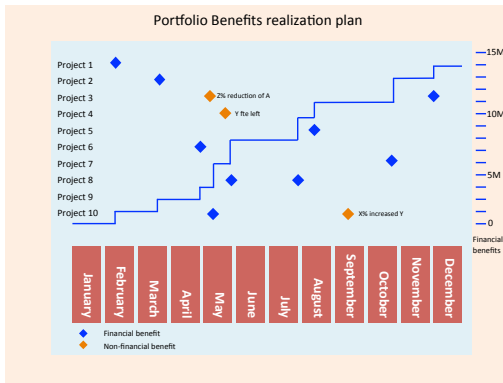 Portfolio Benefits realization plan
15M
Project 1
Project 2
Project 3
Z% reduction of A
Project 4
Y fte left
10M
Project 5
Project 6
Project 7
Project 8
5M
Project 9
Project 10
X% increased Y
0
Financial
benefits
January
February
March
April
May
June
July
August
September
October
November
December
Financial benefit
Non-financial benefit